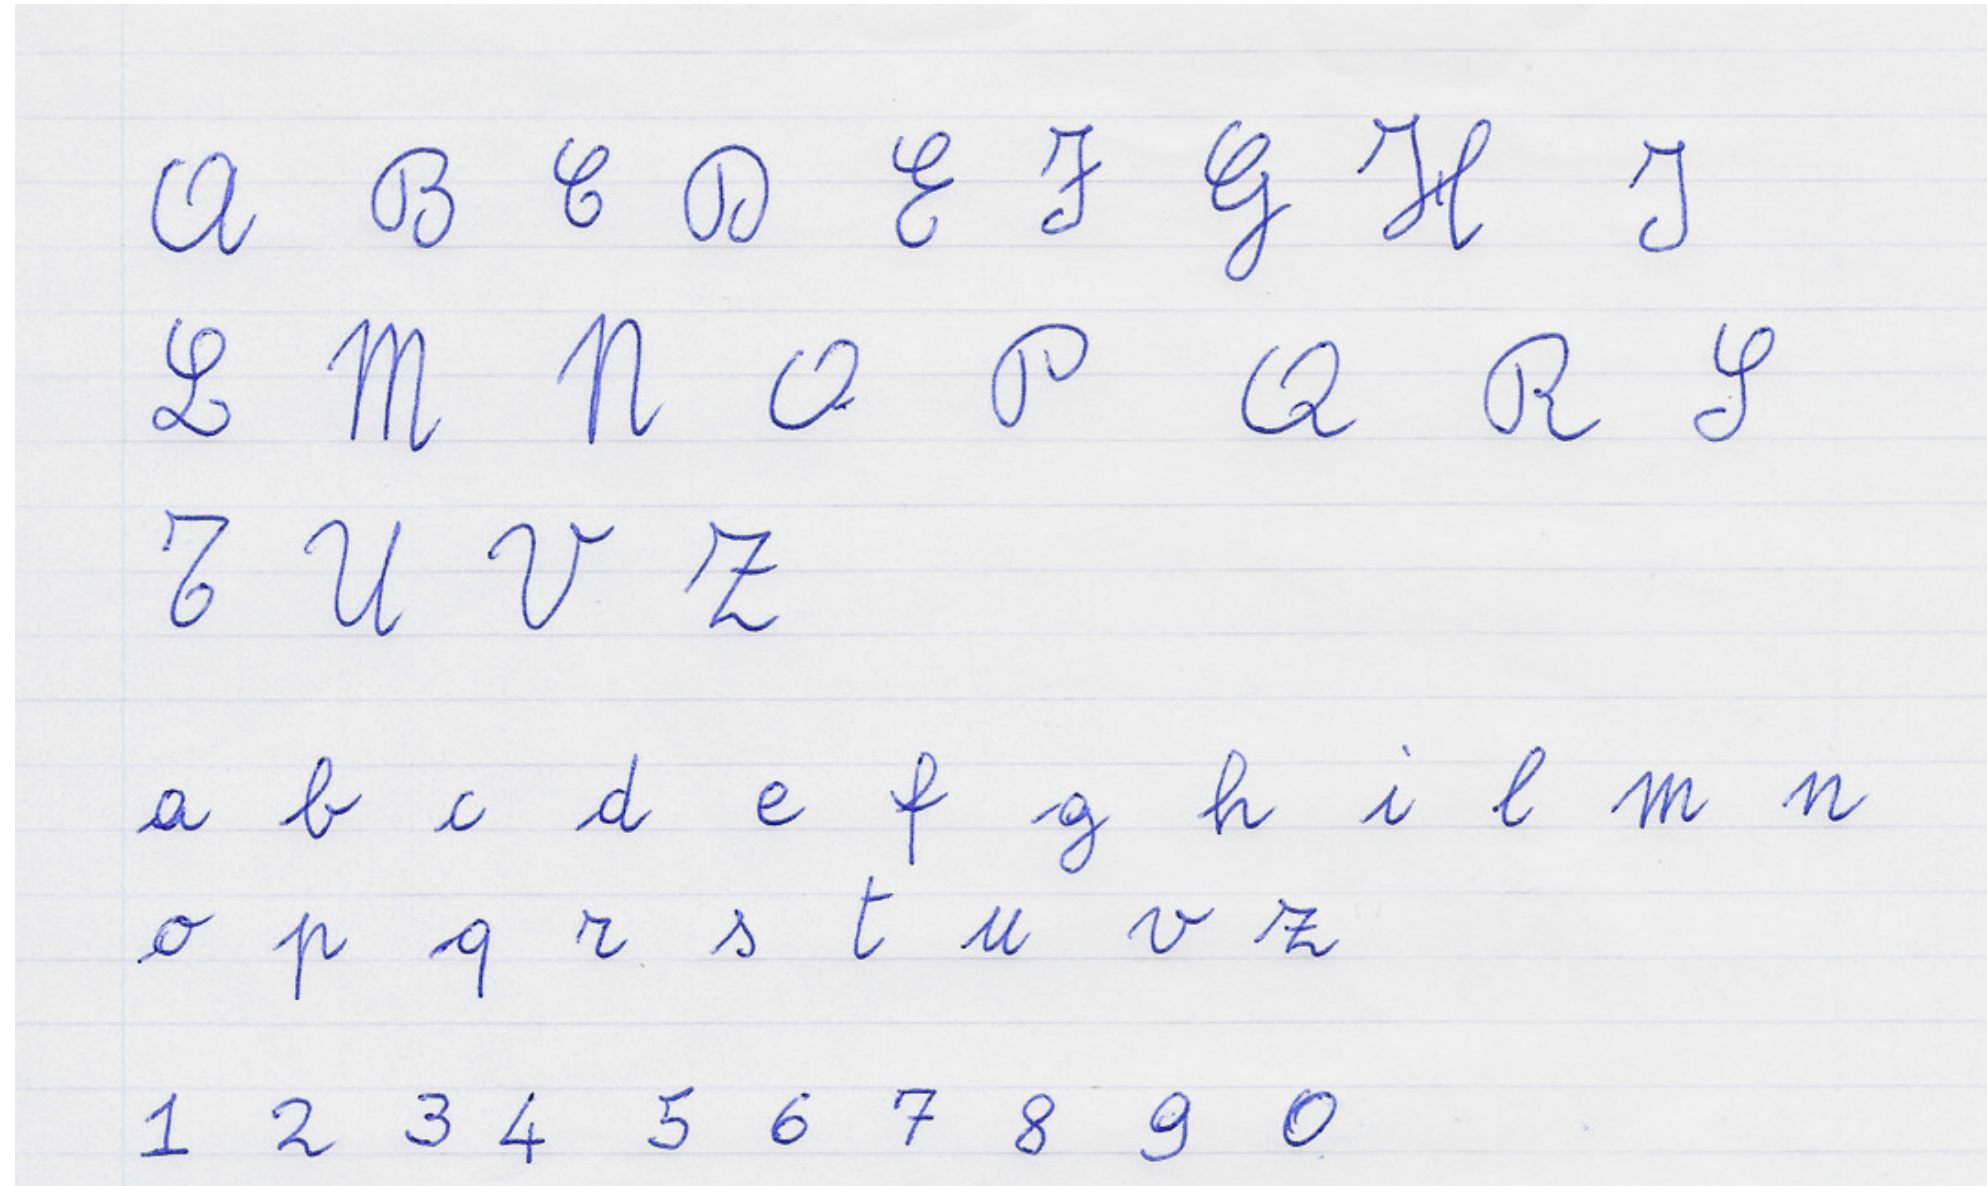 A B C D E F G H I
L M N O P Q R S
T U V Z
a b c d e f g h i l m n
o p q r s t u v z
1 2 3 4 5 6 7 8 9 0